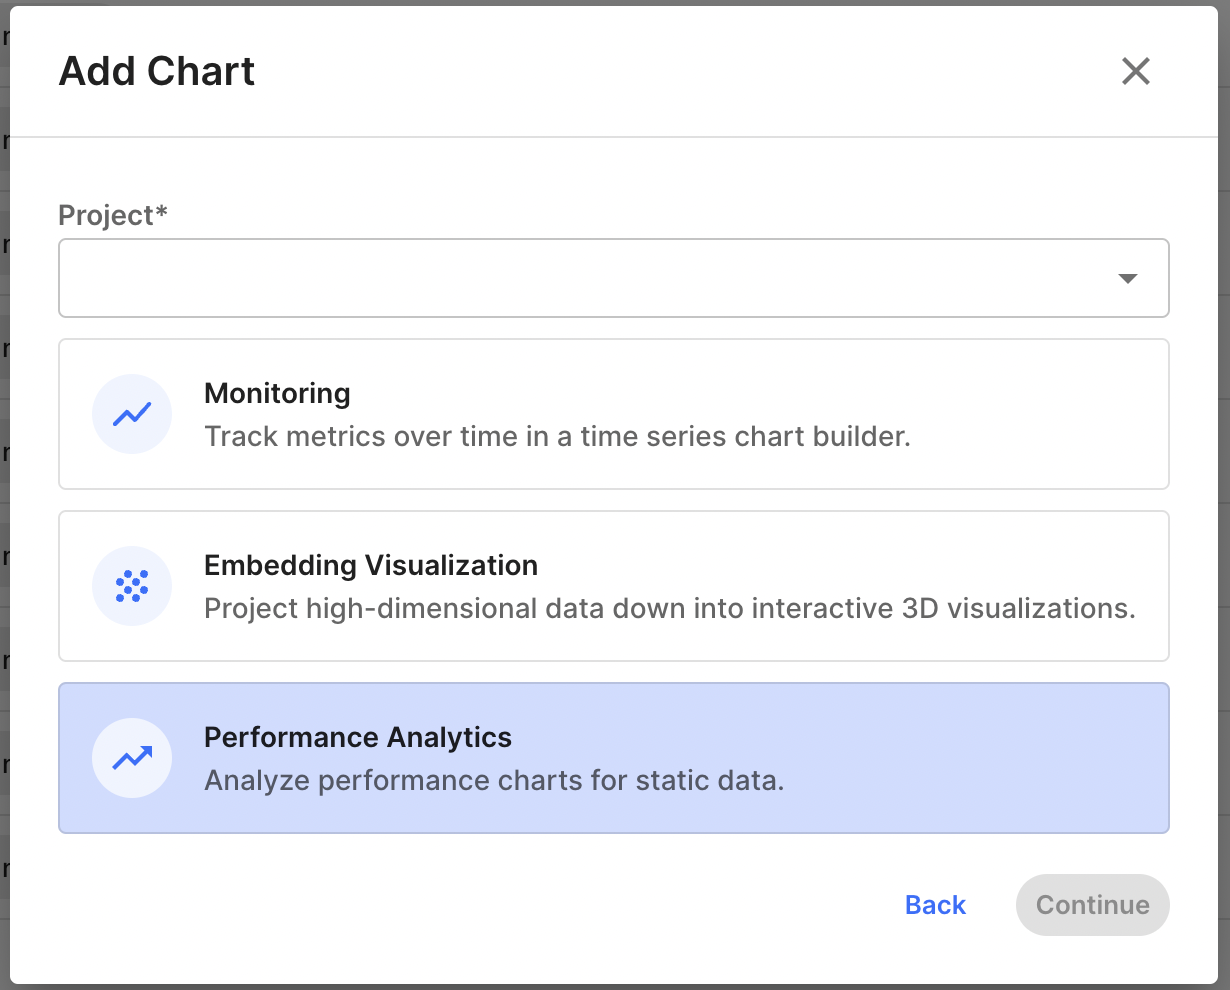 Add Chart
Project*
Monitoring
Track metrics over time in a time series chart builder.
Embedding Visualization
Project high-dimensional data down into interactive 3D visualizations.
Performance Analytics
Analyze performance charts for static data.
Back Continue